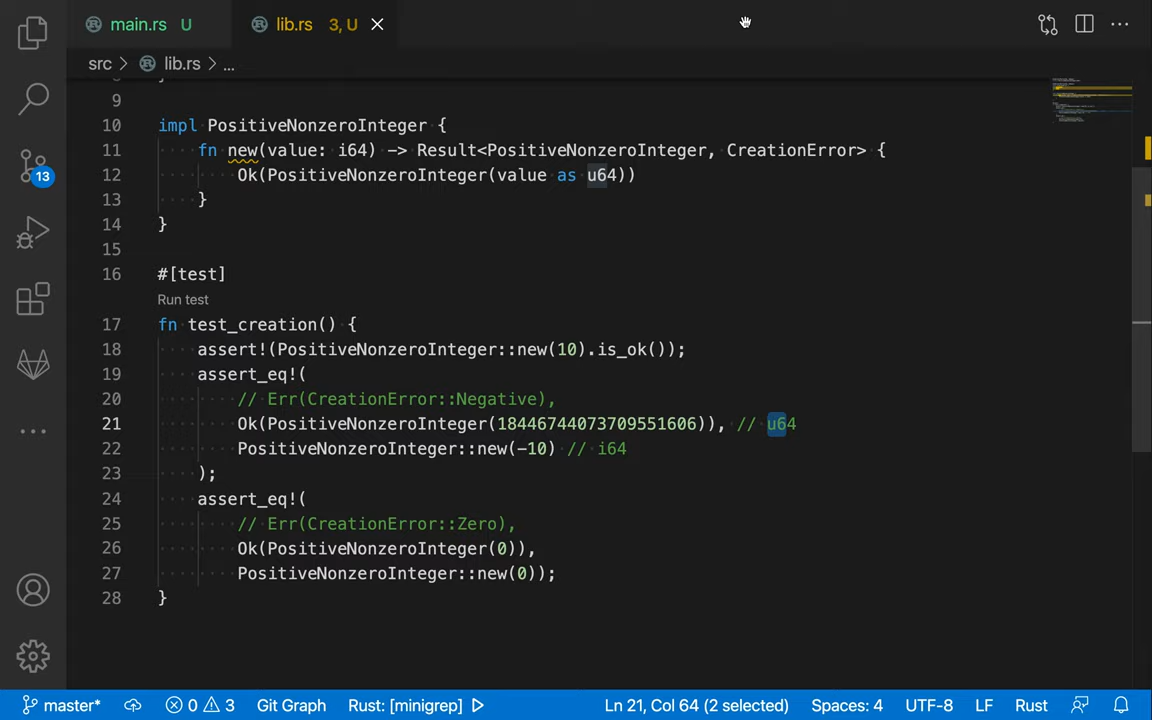 main.rs U lib.rs 3, U
src > lib.rs > ...
9
10 impl PositiveNonzeroInteger {
11 fn new(value: i64) -> Result<PositiveNonzeroInteger, CreationError> {
12 Ok(PositiveNonzeroInteger(value as u64))
13 }
14 }
15
16 #[test]
Run test
17 fn test_creation() {
18 assert!(PositiveNonzeroInteger::new(10).is_ok());
19 assert_eq!(
20 // Err(CreationError::Negative),
21 Ok(PositiveNonzeroInteger(18446744073709551606)), // u64
22 PositiveNonzeroInteger::new(-10) // i64
23 );
24 assert_eq!(
25 // Err(CreationError::Zero),
26 Ok(PositiveNonzeroInteger(0)),
27 PositiveNonzeroInteger::new(0));
28 }
13
master* 0 3 Git Graph Rust: [minigrep] Ln 21, Col 64 (2 selected) Spaces: 4 UTF-8 LF Rust